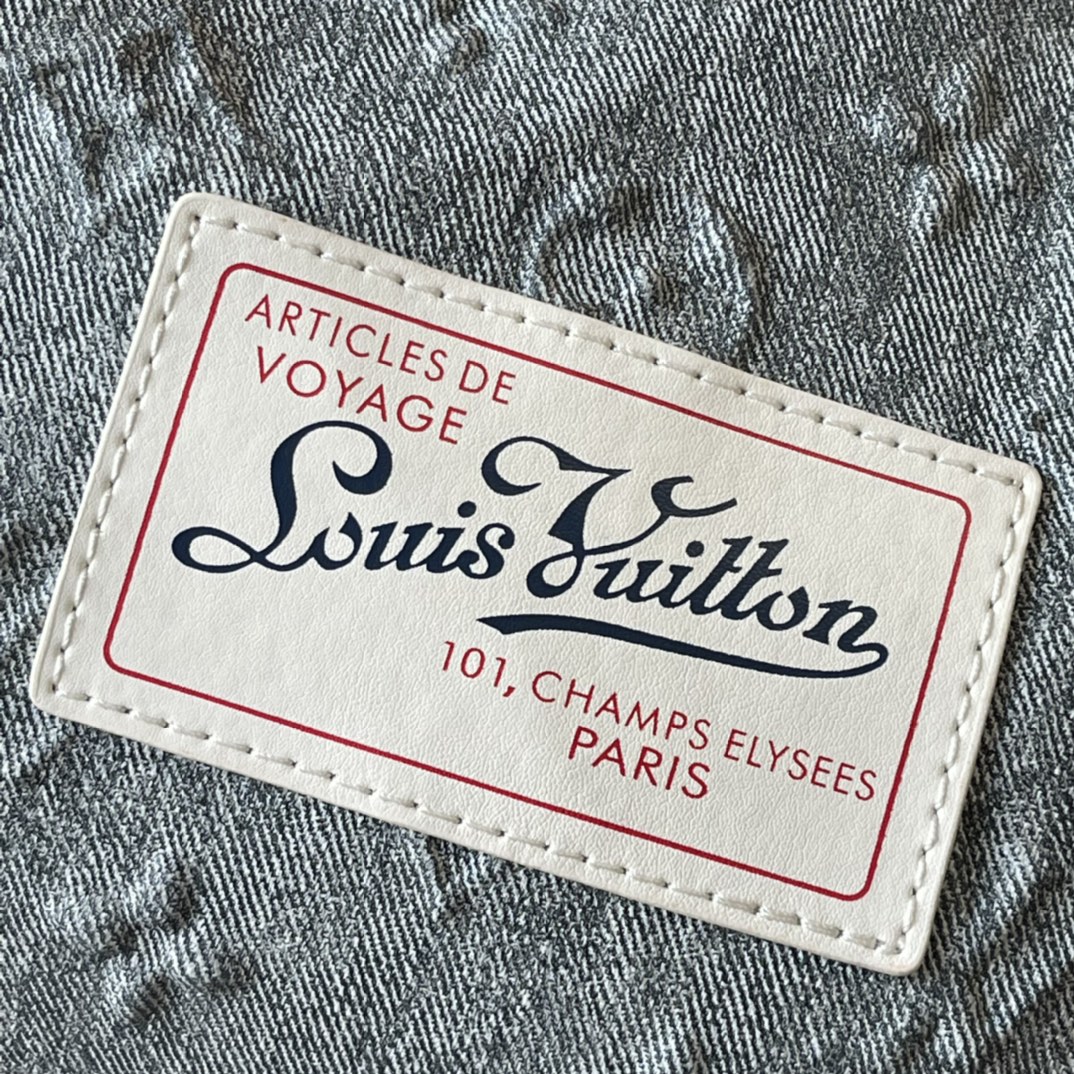 ARTICLES DE
VOYAGE
Louis Vuitton
101, CHAMPS ELYSEES
PARIS